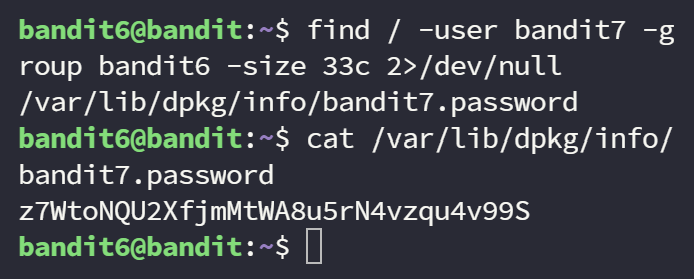 bandit6@bandit:~$ find / -user bandit7 -g
roup bandit6 -size 33c 2>/dev/null
/var/lib/dpkg/info/bandit7.password
bandit6@bandit:~$ cat /var/lib/dpkg/info/
bandit7.password
z7WtoNQU2XfjmMtWA8u5rN4vzqu4v99S
bandit6@bandit:~$